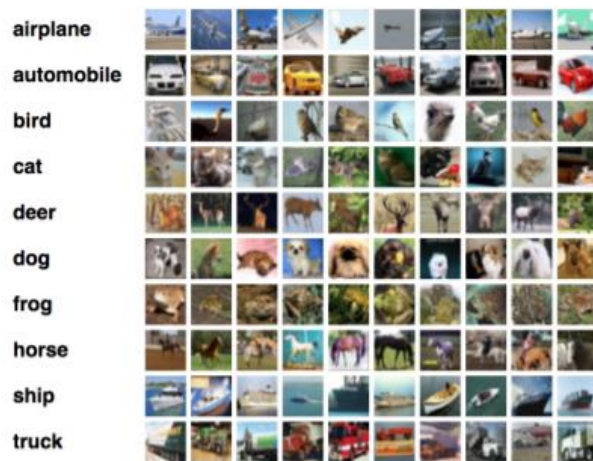 airplane
automobile
bird
cat
deer
dog
frog
horse
ship
truck